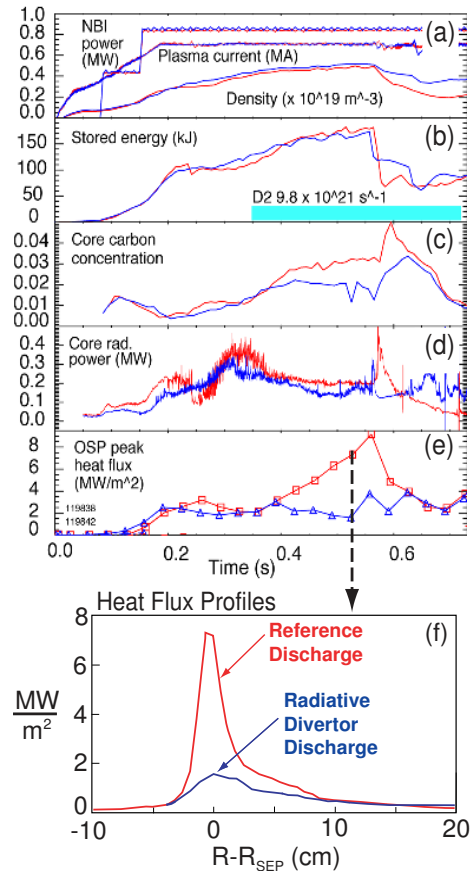 1.0
0.8
0.6
0.4
0.2
0.0
NBI
power
(MW)
(a)
Plasma current (MA)
Density (x 10^19 m^-3)
Stored energy (kJ)
(b)
150
100
50
0
D2 9.8 x 10^21 s^-1
0.04
0.03
0.02
0.01
0.00
Core carbon
concentration
(c)
0.4
0.3
0.2
0.1
0.0
Core rad.
power (MW)
(d)
8
6
4
2
0
OSP peak
heat flux
(MW/m^2)
(e)
119838
119842
0.0 0.2 0.4 0.6
Time (s)
Heat Flux Profiles
(f)
8
6
4
2
0
MW
m²
Reference
Discharge
Radiative
Divertor
Discharge
-10 0 10 20
R-RSEP (cm)